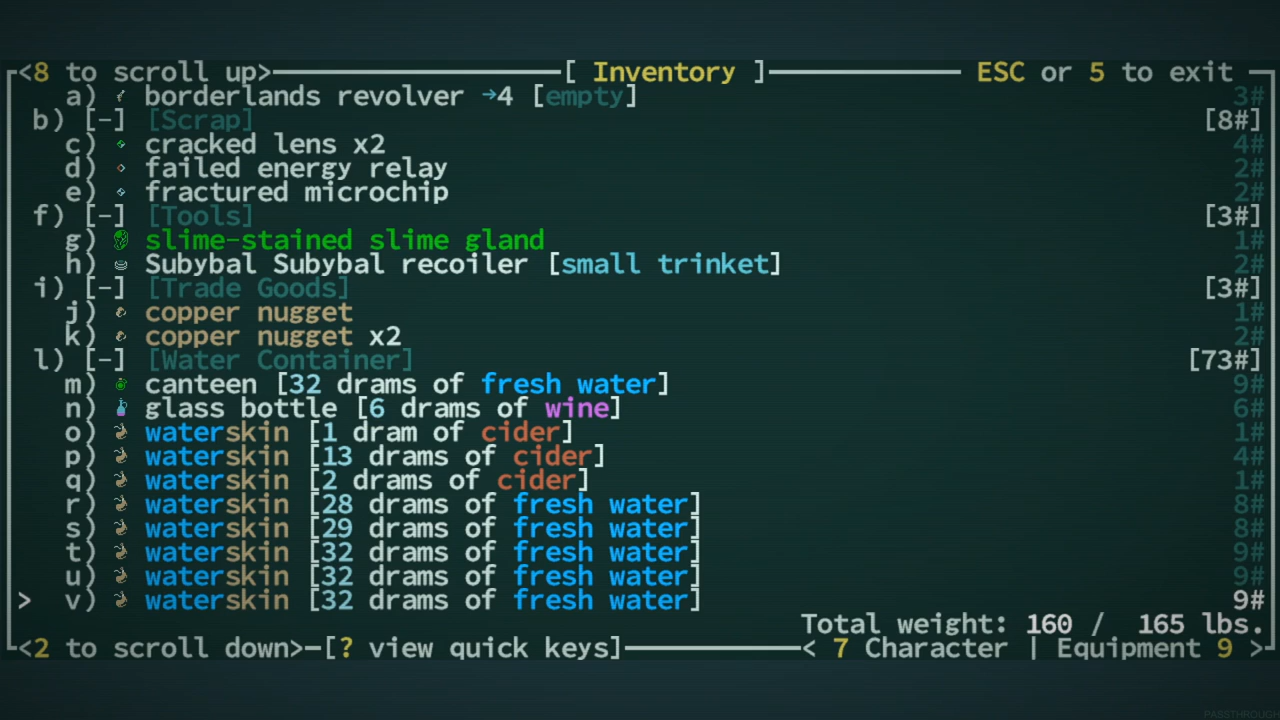 <8 to scroll up> [ Inventory ] ESC or 5 to exit
a) borderlands revolver →4 [empty] 3#
b) [-] [Scrap] [8#]
c) cracked lens x2 4#
d) failed energy relay 2#
e) fractured microchip 2#
f) [-] [Tools] [3#]
g) slime-stained slime gland 1#
h) Subybal Subybal recoiler [small trinket] 2#
i) [-] [Trade Goods] [3#]
j) copper nugget 1#
k) copper nugget x2 2#
l) [-] [Water Container] [73#]
m) canteen [32 drams of fresh water] 9#
n) glass bottle [6 drams of wine] 6#
o) waterskin [1 dram of cider] 1#
p) waterskin [13 drams of cider] 4#
q) waterskin [2 drams of cider] 1#
r) waterskin [28 drams of fresh water] 8#
s) waterskin [29 drams of fresh water] 8#
t) waterskin [32 drams of fresh water] 9#
u) waterskin [32 drams of fresh water] 9#
> v) waterskin [32 drams of fresh water] 9#
Total weight: 160 / 165 lbs.
<2 to scroll down> [? view quick keys] < 7 Character | Equipment 9 >
PASSTHROUGH